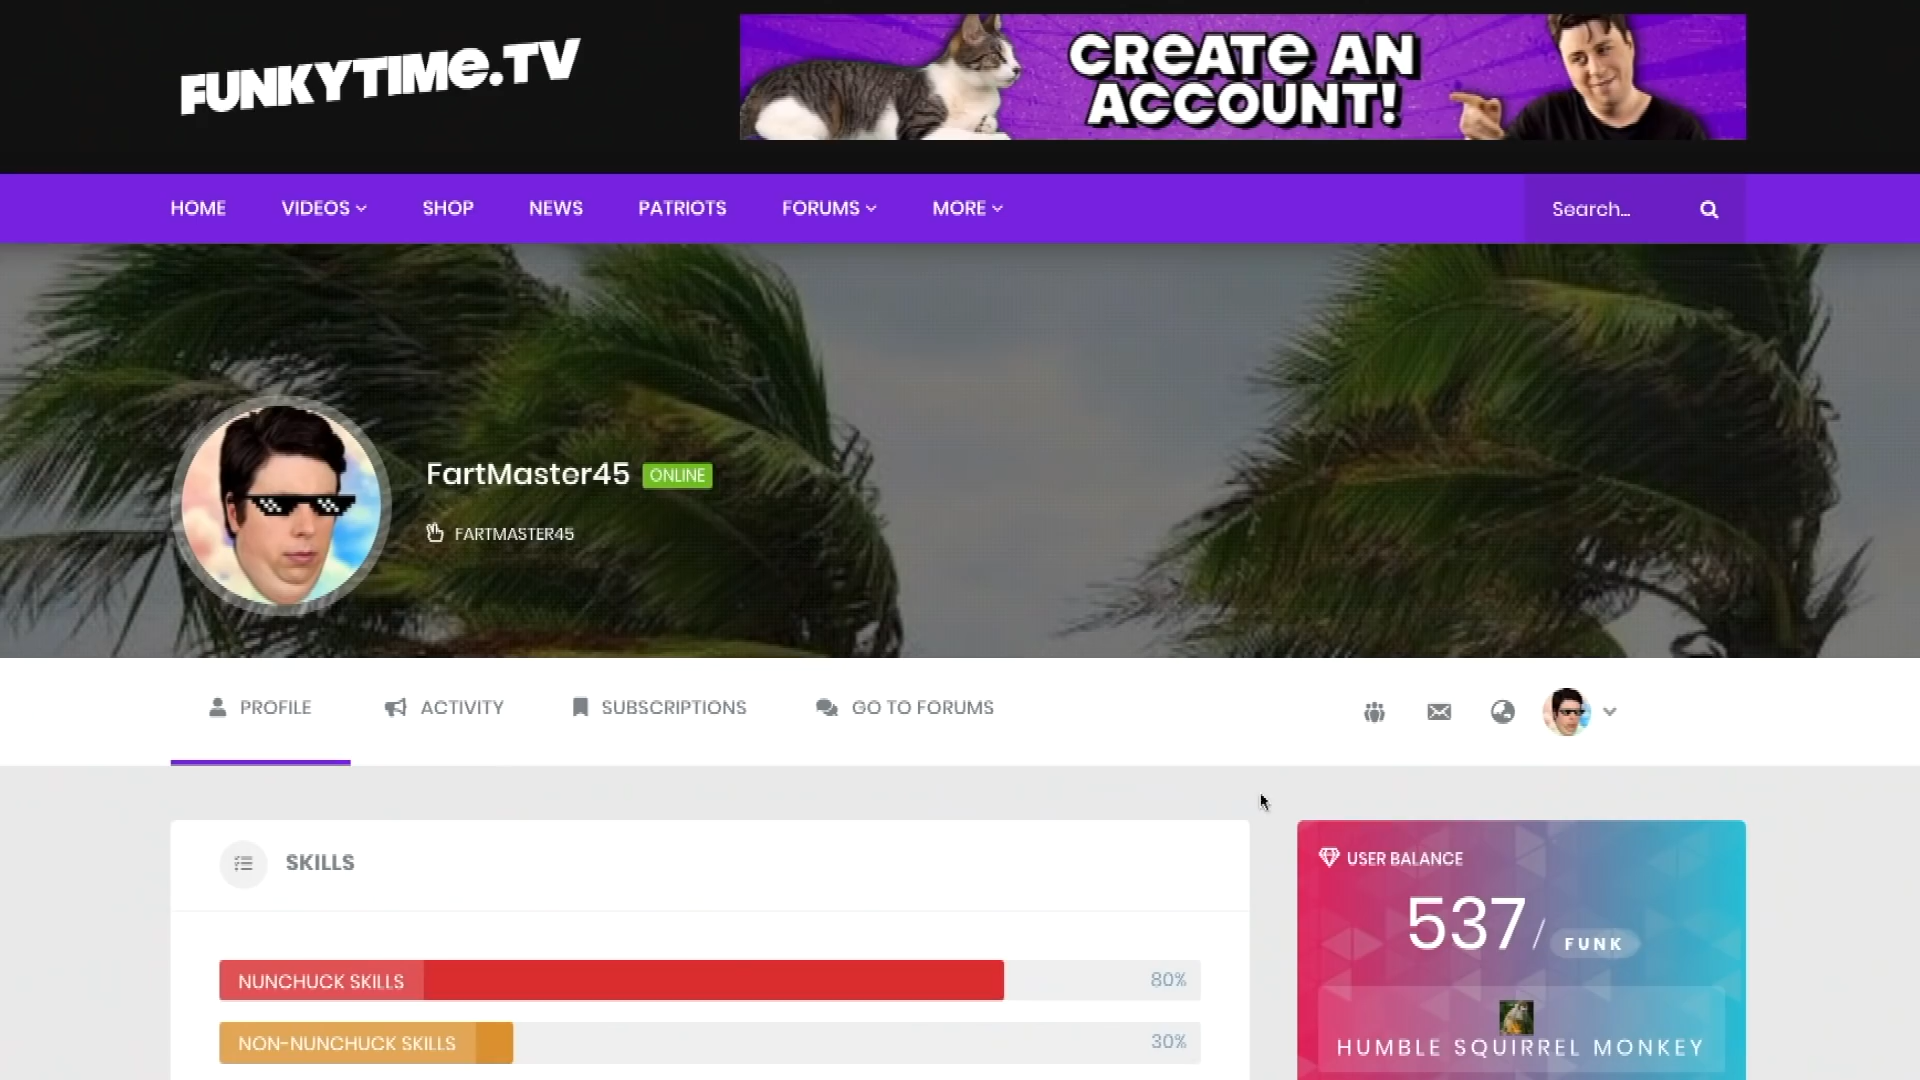 FUNKYTIME.TV
CREATE AN
ACCOUNT!
HOME
VIDEOS
SHOP
NEWS
PATRIOTS
FORUMS
MORE
Search...
FartMaster45
ONLINE
FARTMASTER45
PROFILE
ACTIVITY
SUBSCRIPTIONS
GO TO FORUMS
SKILLS
NUNCHUCK SKILLS
80%
NON-NUNCHUCK SKILLS
30%
USER BALANCE
537/ FUNK
HUMBLE SQUIRREL MONKEY